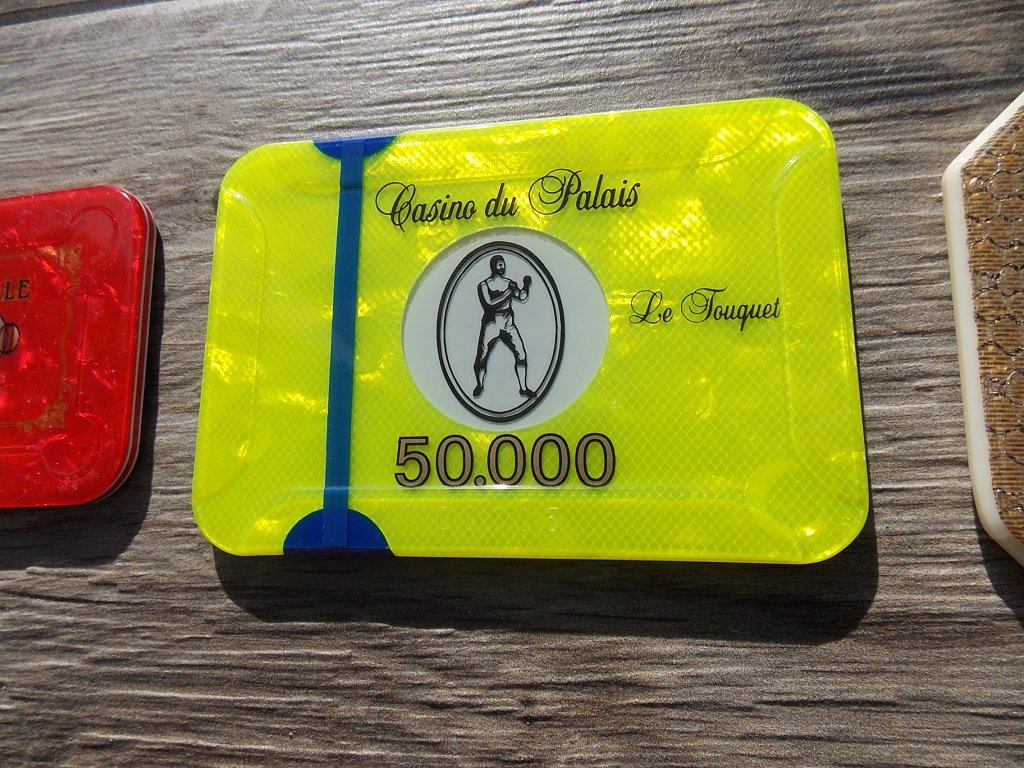 Casino du Palais
Le Touquet
50.000